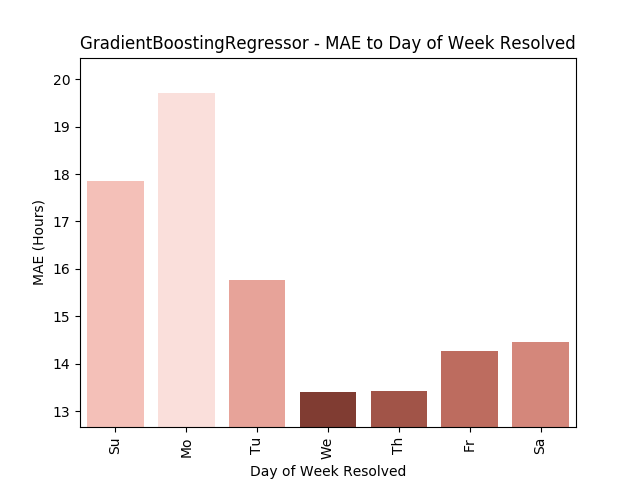 GradientBoostingRegressor - MAE to Day of Week Resolved
20
19
18
17
16
15
14
13
MAE (Hours)
Su
Mo
Tu
We
Th
Fr
Sa
Day of Week Resolved